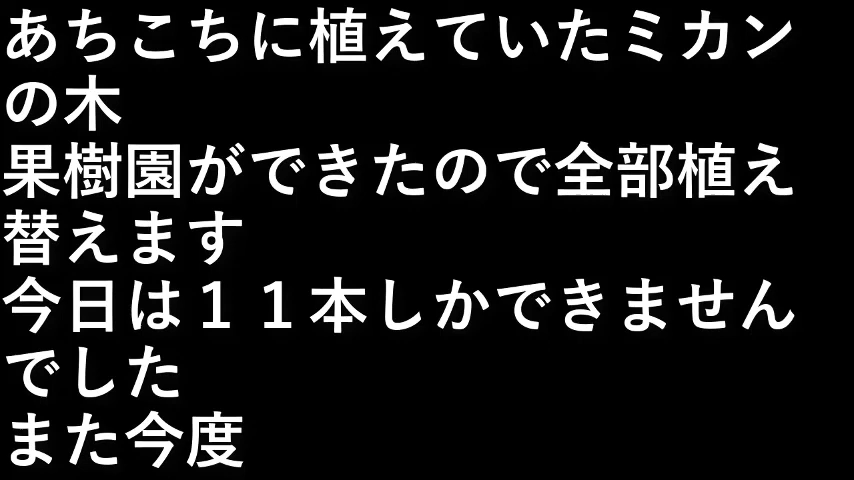 あちこちに植えていたミカン
の木
果樹園ができたので全部植え
替えます
今日は１１本しかできません
でした
また今度